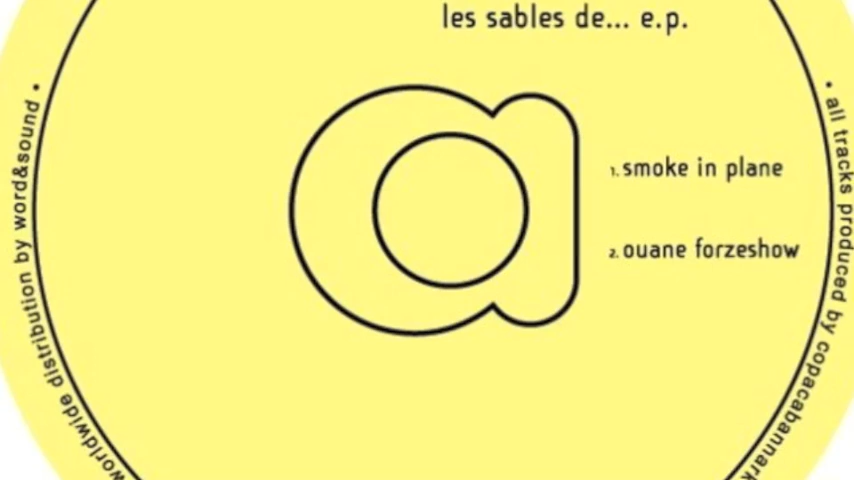 les sables de... e.p.
a
1. smoke in plane
2. ouane forzeshow
worldwide distribution by word&sound •
• all tracks produced by copacabannark